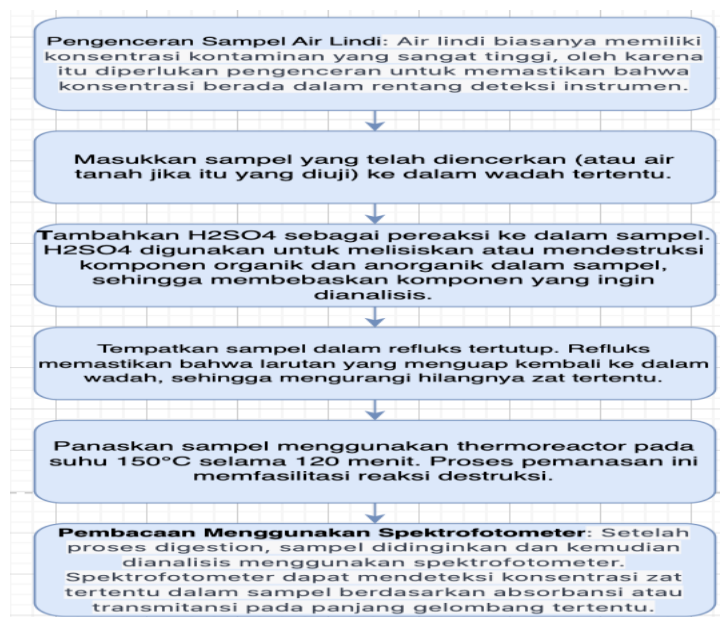 Pengenceran Sampel Air Lindi: Air lindi biasanya memiliki
konsentrasi kontaminan yang sangat tinggi, oleh karena
itu diperlukan pengenceran untuk memastikan bahwa
konsentrasi berada dalam rentang deteksi instrumen.
Masukkan sampel yang telah diencerkan (atau air
tanah jika itu yang diuji) ke dalam wadah tertentu.
Tambahkan H2SO4 sebagai pereaksi ke dalam sampel.
H2SO4 digunakan untuk melisiskan atau mendestruksi
komponen organik dan anorganik dalam sampel,
sehingga membebaskan komponen yang ingin
dianalisis.
Tempatkan sampel dalam refluks tertutup. Refluks
memastikan bahwa larutan yang menguap kembali ke dalam
wadah, sehingga mengurangi hilangnya zat tertentu.
Panaskan sampel menggunakan thermoreactor pada
suhu 150°C selama 120 menit. Proses pemanasan ini
memfasilitasi reaksi destruksi.
Pembacaan Menggunakan Spektrofotometer: Setelah
proses digestion, sampel didinginkan dan kemudian
dianalisis menggunakan spektrofotometer.
Spektrofotometer dapat mendeteksi konsentrasi zat
tertentu dalam sampel berdasarkan absorbansi atau
transmitansi pada panjang gelombang tertentu.